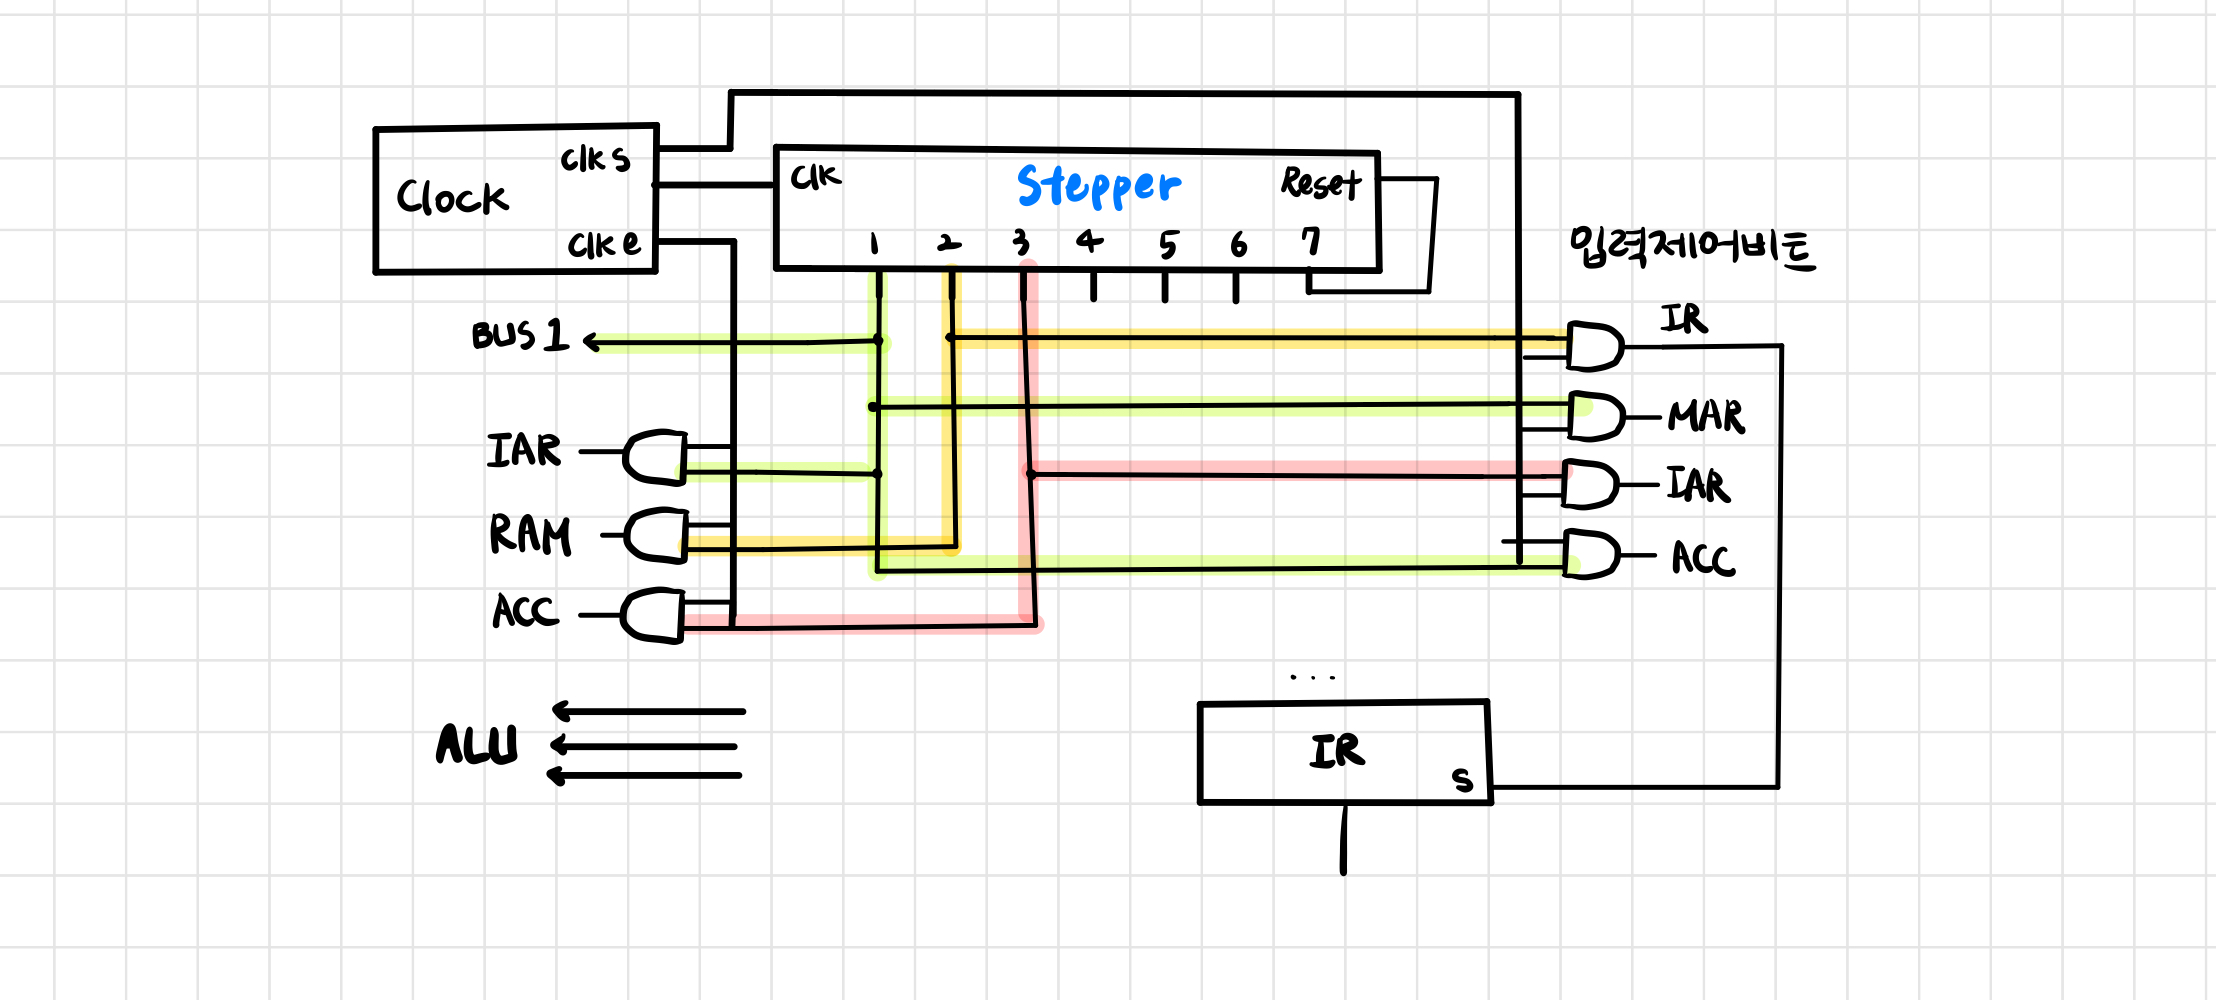 Clock
clk s
clk e
clk
Stepper
Reset
1 2 3 4 5 6 7
입력제어비트
BUS 1
IR
MAR
IAR
IAR
RAM
ACC
ACC
ALU
...
IR
S